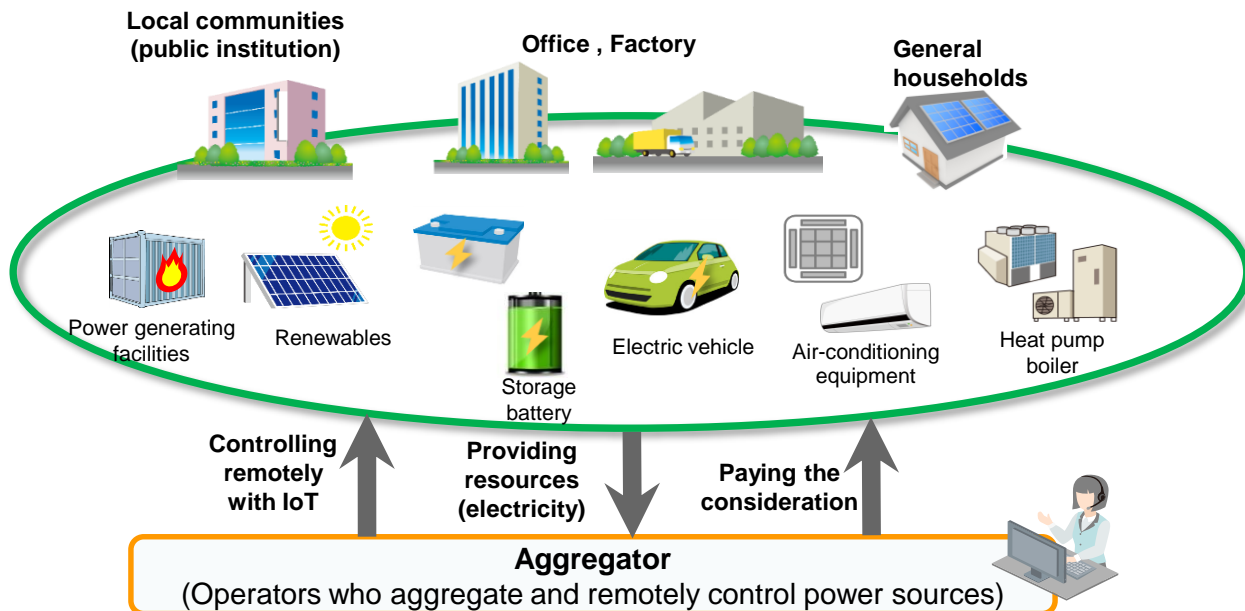 Local communities
(public institution)
Office , Factory
General
households
Power generating
facilities
Renewables
Storage
battery
Electric vehicle
Air-conditioning
equipment
Heat pump
boiler
Controlling
remotely
with IoT
Providing
resources
(electricity)
Paying the
consideration
Aggregator
(Operators who aggregate and remotely control power sources)